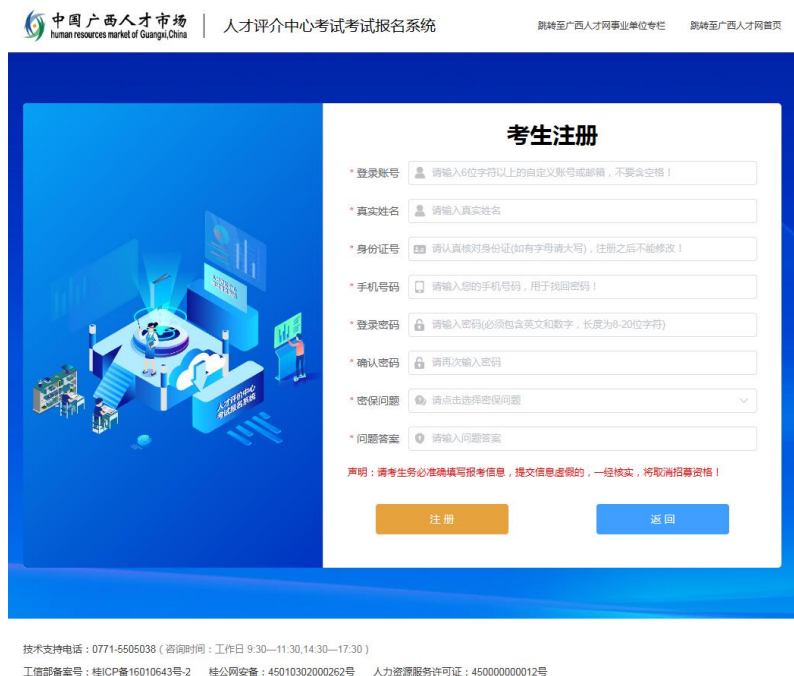 中国广西人才市场
human resources market of Guangxi,China
人才评介中心考试考试报名系统
跳转至广西人才网事业单位专栏 跳转至广西人才网首页
考生注册
* 登录账号 请输入6位字符以上的自定义账号或邮箱，不要含空格！
* 真实姓名 请输入真实姓名
* 身份证号 请认真核对身份证(如有字母请大写)，注册之后不能修改！
* 手机号码 请输入您的手机号码，用于找回密码！
* 登录密码 请输入密码(必须包含英文和数字，长度为8-20位字符)
* 确认密码 请再次输入密码
* 密保问题 请点击选择密保问题
* 问题答案 请输入问题答案
声明：请考生务必准确填写报考信息，提交信息虚假的，一经核实，将取消招募资格！
注 册 返 回
人才评价中心
考试报名系统
技术支持电话：0771-5505038（咨询时间：工作日 9:30—11:30,14:30—17:30）
工信部备案号：桂ICP备16010643号-2 桂公网安备：45010302000262号 人力资源服务许可证：450000000012号